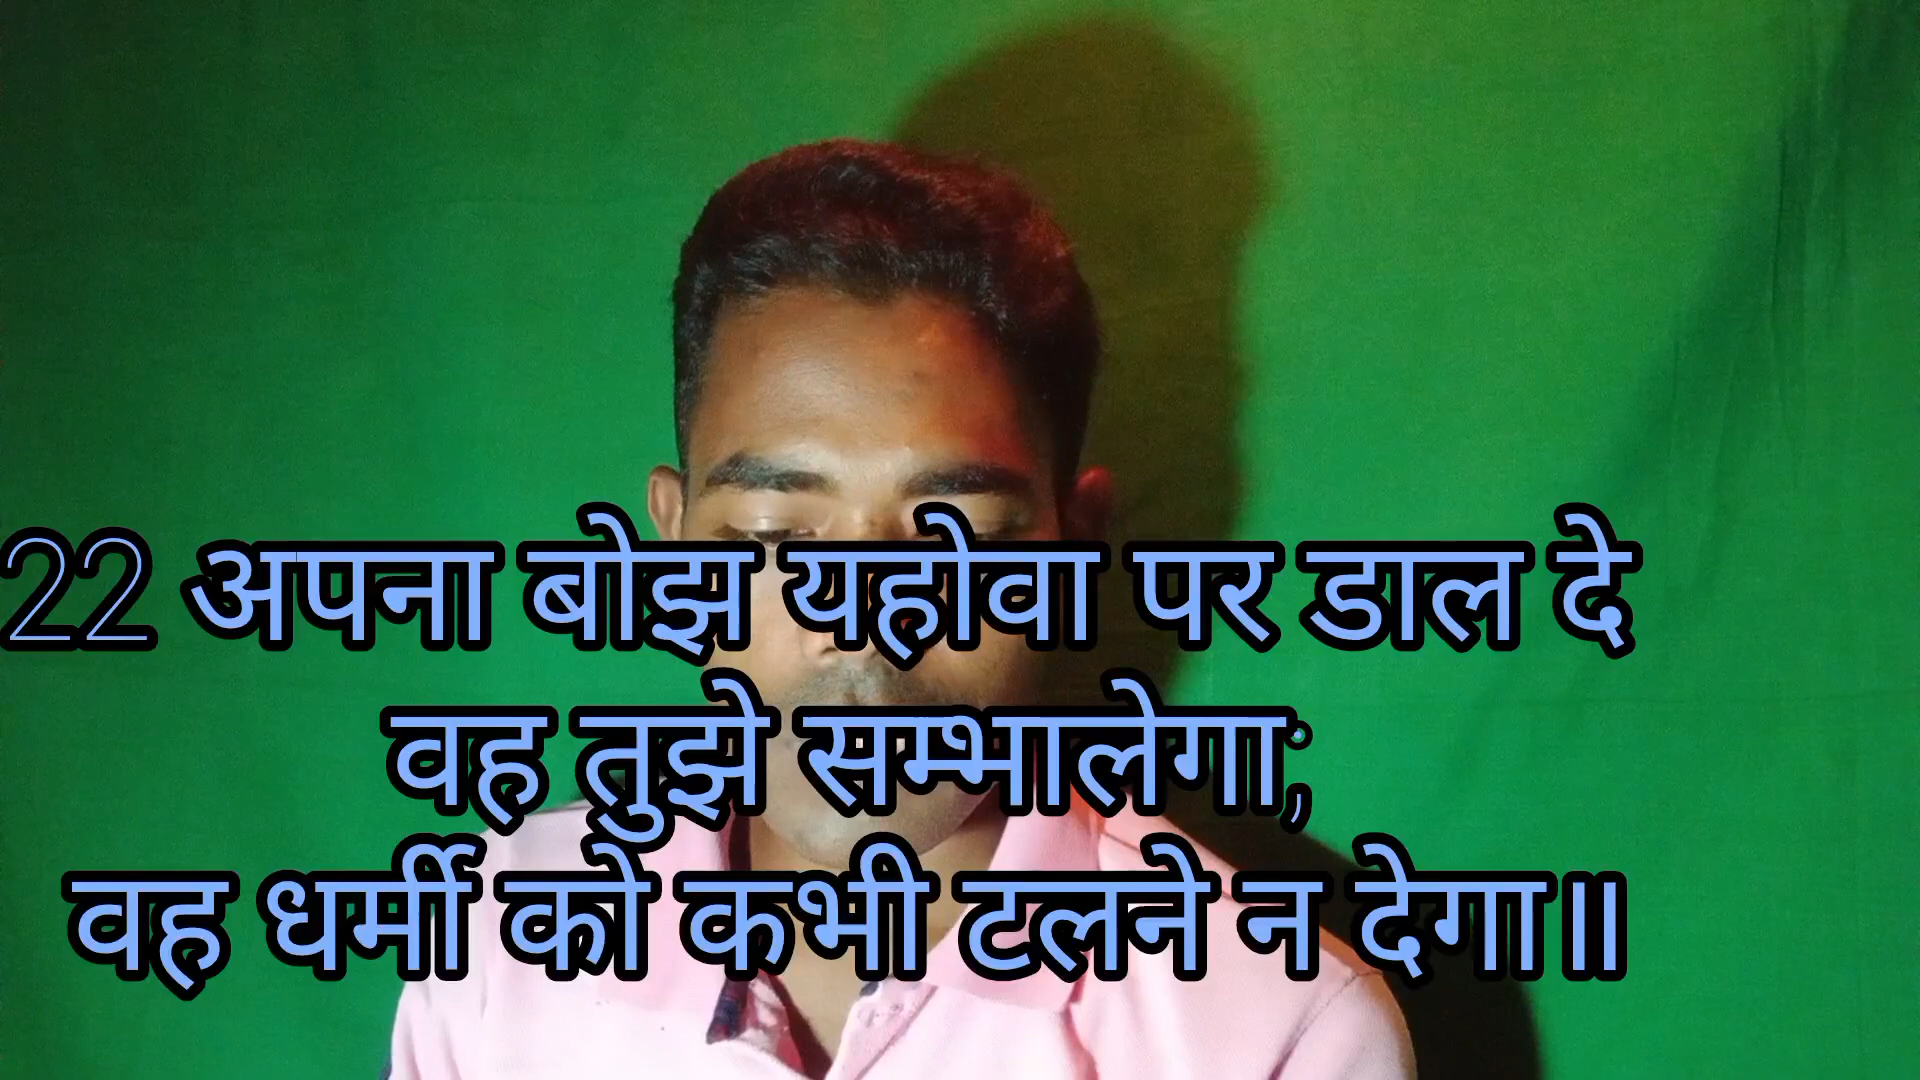 22 अपना बोझ यहोवा पर डाल दे
वह तुझे सम्भालेगा;
वह धर्मी को कभी टलने न देगा॥